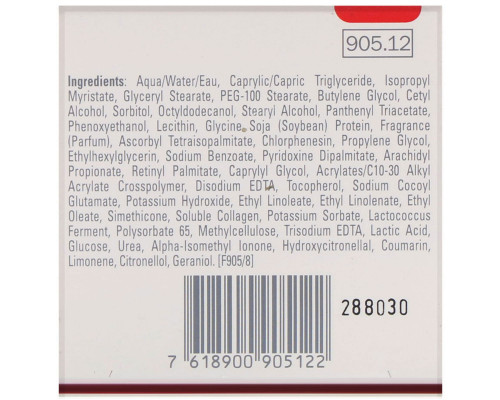 905.12
Ingredients: Aqua/Water/Eau, Caprylic/Capric Triglyceride, Isopropyl
Myristate, Glyceryl Stearate, PEG-100 Stearate, Butylene Glycol, Cetyl
Alcohol, Sorbitol, Octyldodecanol, Stearyl Alcohol, Panthenyl Triacetate,
Phenoxyethanol, Lecithin, Glycine Soja (Soybean) Protein, Fragrance
(Parfum), Ascorbyl Tetraisopalmitate, Chlorphenesin, Propylene Glycol,
Ethylhexylglycerin, Sodium Benzoate, Pyridoxine Dipalmitate, Arachidyl
Propionate, Retinyl Palmitate, Caprylyl Glycol, Acrylates/C10-30 Alkyl
Acrylate Crosspolymer, Disodium EDTA, Tocopherol, Sodium Cocoyl
Glutamate, Potassium Hydroxide, Ethyl Linoleate, Ethyl Linolenate, Ethyl
Oleate, Simethicone, Soluble Collagen, Potassium Sorbate, Lactococcus
Ferment, Polysorbate 65, Methylcellulose, Trisodium EDTA, Lactic Acid,
Glucose, Urea, Alpha-Isomethyl Ionone, Hydroxycitronellal, Coumarin,
Limonene, Citronellol, Geraniol. [F905/8]
288030
7 618900 905122